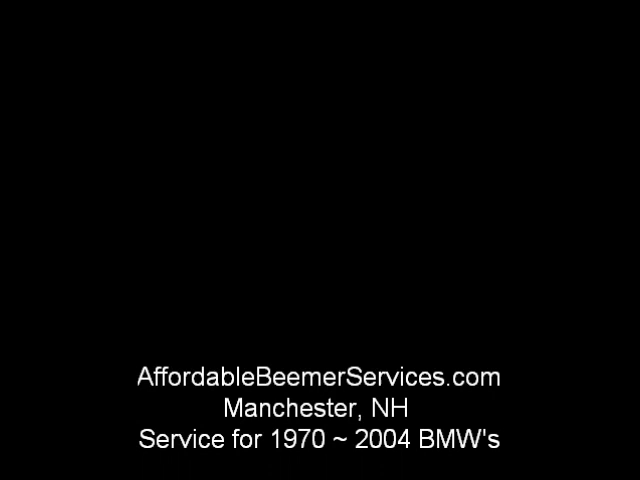 AffordableBeemerServices.com
Manchester, NH
Service for 1970 ~ 2004 BMW's